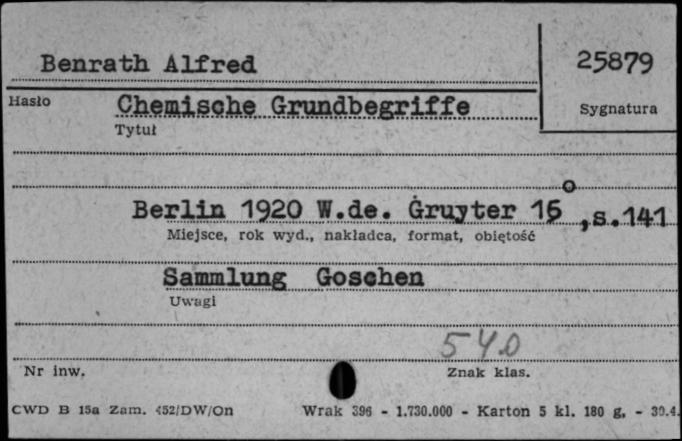 Benrath Alfred
25879
Hasło
Chemische Grundbegriffe
Sygnatura
Tytuł
Berlin 1920 W.de. Gruyter 16°, s.141
Miejsce, rok wyd., nakładca, format, objętość
Sammlung Goschen
Uwagi
540
Nr inw.
Znak klas.
CWD B 15a Zam. 452/DW/On Wrak 396 - 1.730.000 - Karton 5 kl. 180 g, - 30.4.